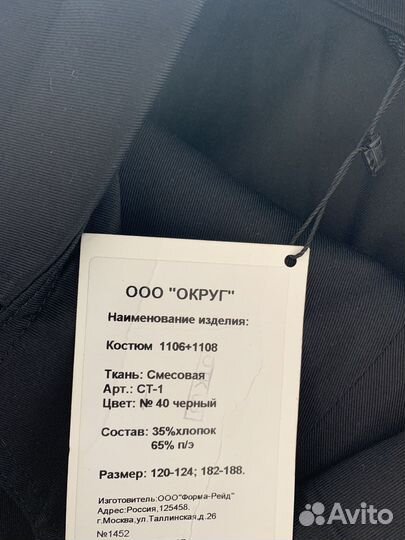 ООО "ОКРУГ"
Наименование изделия:
Костюм 1106+1108
Ткань: Смесовая
Арт.: СТ-1
Цвет: № 40 черный
Состав: 35%хлопок
65% п/э
Размер: 120-124; 182-188.
Изготовитель:ООО"Форма-Рейд"
Адрес:Россия,125458.
г.Москва,ул.Таллинская,д.26
№1452
Avito